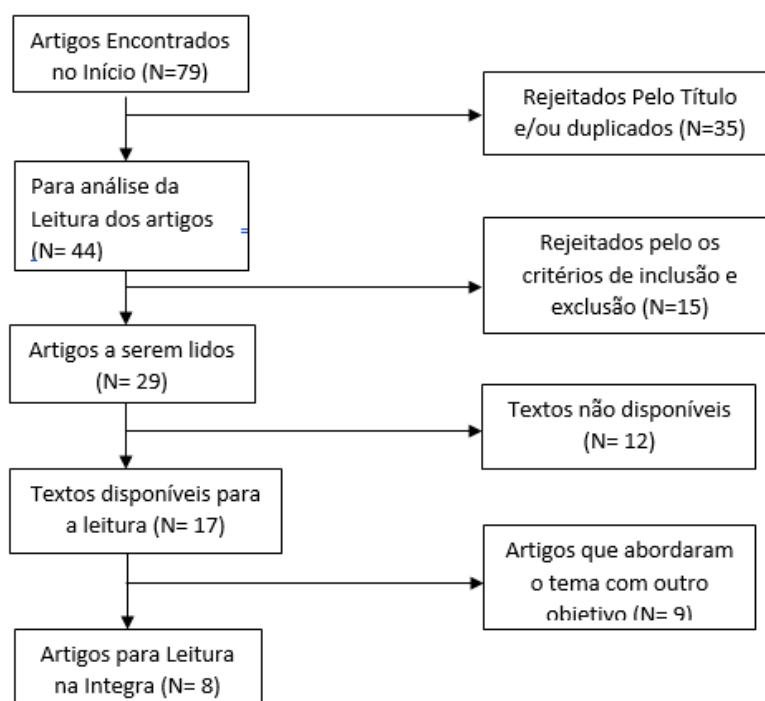 Artigos Encontrados
no Início (N=79)
Rejeitados Pelo Título
e/ou duplicados (N=35)
Para análise da
Leitura dos artigos
(N= 44)
Rejeitados pelo os
critérios de inclusão e
exclusão (N=15)
Artigos a serem lidos
(N= 29)
Textos não disponíveis
(N= 12)
Textos disponíveis para
a leitura (N= 17)
Artigos que abordaram
o tema com outro
objetivo (N= 9)
Artigos para Leitura
na Integra (N= 8)